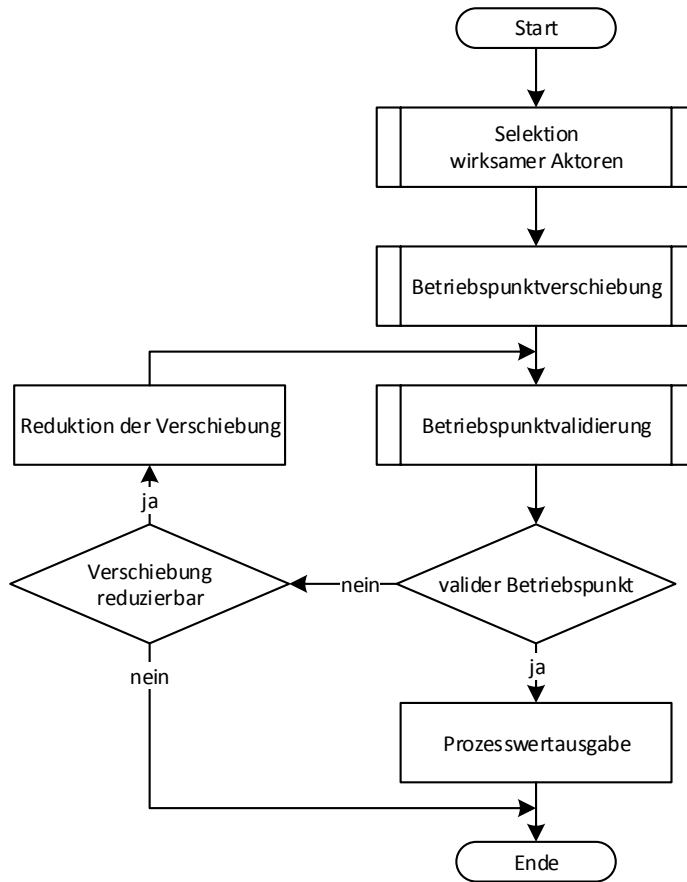 Start
Selektion
wirksamer Aktoren
Betriebspunktverschiebung
Reduktion der Verschiebung
Betriebspunktvalidierung
ja
Verschiebung
reduzierbar
nein
valider Betriebspunkt
nein
ja
Prozesswertausgabe
Ende